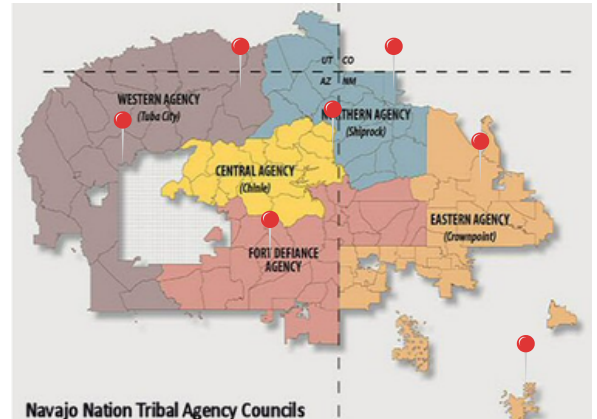 UT CO
AZ NM
WESTERN AGENCY
(Tuba City)
NORTHERN AGENCY
(Shiprock)
CENTRAL AGENCY
(Chinle)
EASTERN AGENCY
(Crownpoint)
FORT DEFIANCE
AGENCY
Navajo Nation Tribal Agency Councils